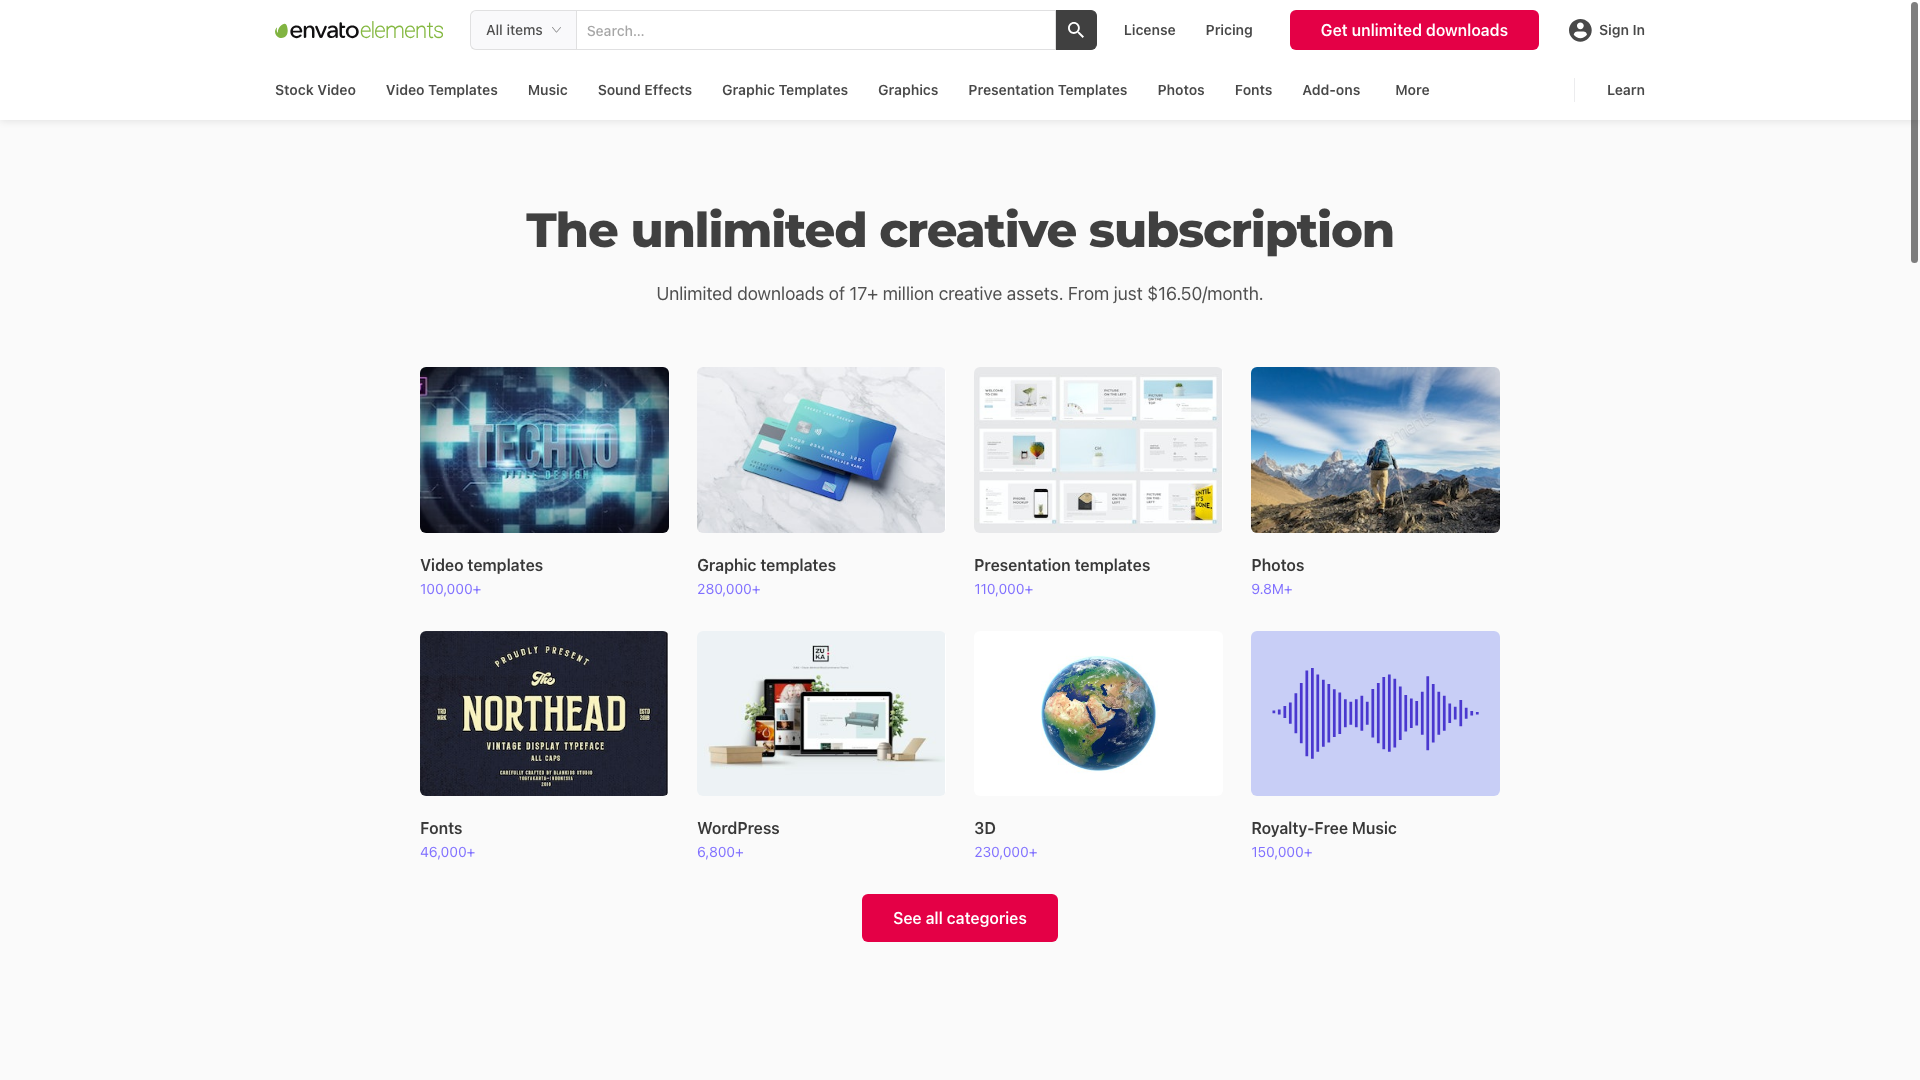 envatoelements
All items
Search...
License
Pricing
Get unlimited downloads
Sign In
Stock Video
Video Templates
Music
Sound Effects
Graphic Templates
Graphics
Presentation Templates
Photos
Fonts
Add-ons
More
Learn
The unlimited creative subscription
Unlimited downloads of 17+ million creative assets. From just $16.50/month.
TECHNO
TITLE DESIGN
Video templates
100,000+
Graphic templates
280,000+
Presentation templates
110,000+
Photos
9.8M+
PROUDLY PRESENT
The
NORTHEAD
VINTAGE DISPLAY TYPEFACE
ALL CAPS
ZU
KA
Fonts
46,000+
WordPress
6,800+
3D
230,000+
Royalty-Free Music
150,000+
See all categories